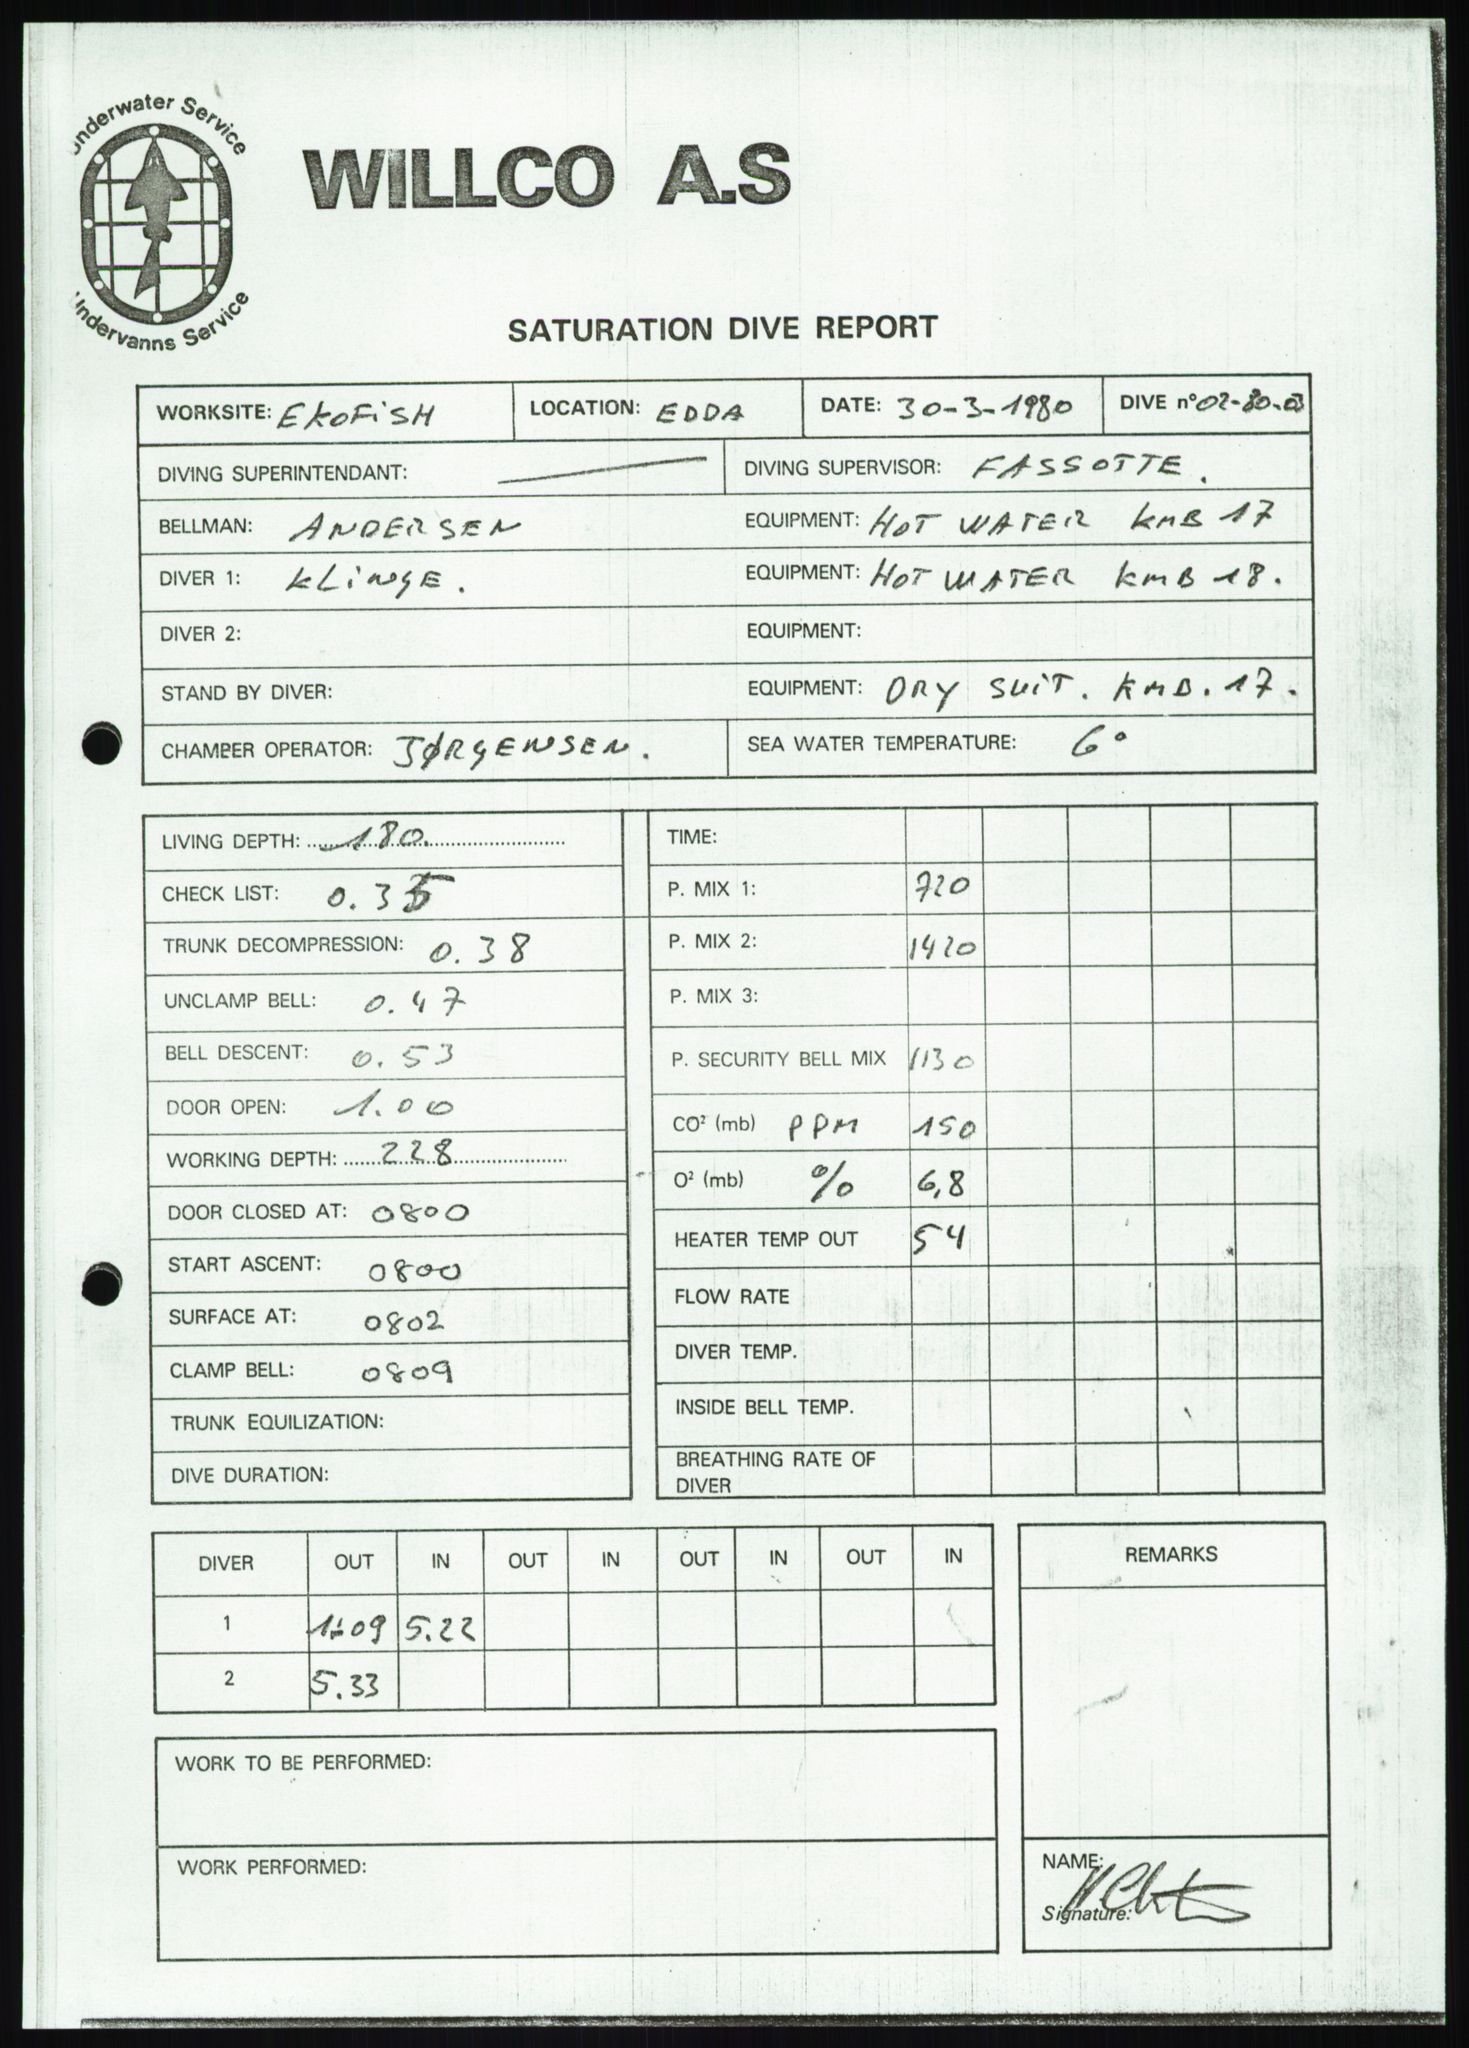 Underwater Service
WILLCO A.S
Undervanns Service
SATURATION DIVE REPORT
WORKSITE: EKOFISH LOCATION: EDDA DATE: 30-3-1980 DIVE n° 02-80-03
DIVING SUPERINTENDANT: DIVING SUPERVISOR: FASSOTTE.
BELLMAN: ANDERSEN EQUIPMENT: HOT WATER KMB 17
DIVER 1: KLINGE. EQUIPMENT: HOT WATER KMB 18.
DIVER 2: EQUIPMENT:
STAND BY DIVER: EQUIPMENT: DRY SUIT. KMB. 17.
CHAMBER OPERATOR: JØRGENSEN. SEA WATER TEMPERATURE: 6°
LIVING DEPTH: 180.
CHECK LIST: 0.35
TRUNK DECOMPRESSION: 0.38
UNCLAMP BELL: 0.47
BELL DESCENT: 0.53
DOOR OPEN: 1.00
WORKING DEPTH: 228
DOOR CLOSED AT: 0800
START ASCENT: 0800
SURFACE AT: 0802
CLAMP BELL: 0809
TRUNK EQUILIZATION:
DIVE DURATION:
TIME:
P. MIX 1: 720
P. MIX 2: 1420
P. MIX 3:
P. SECURITY BELL MIX 1130
CO² (mb) PPM 150
O² (mb) % 6,8
HEATER TEMP OUT 54
FLOW RATE
DIVER TEMP.
INSIDE BELL TEMP.
BREATHING RATE OF
DIVER
DIVER OUT IN OUT IN OUT IN OUT IN
1 1.09 5.22
2 5.33
REMARKS
WORK TO BE PERFORMED:
WORK PERFORMED:
NAME:
Signature: